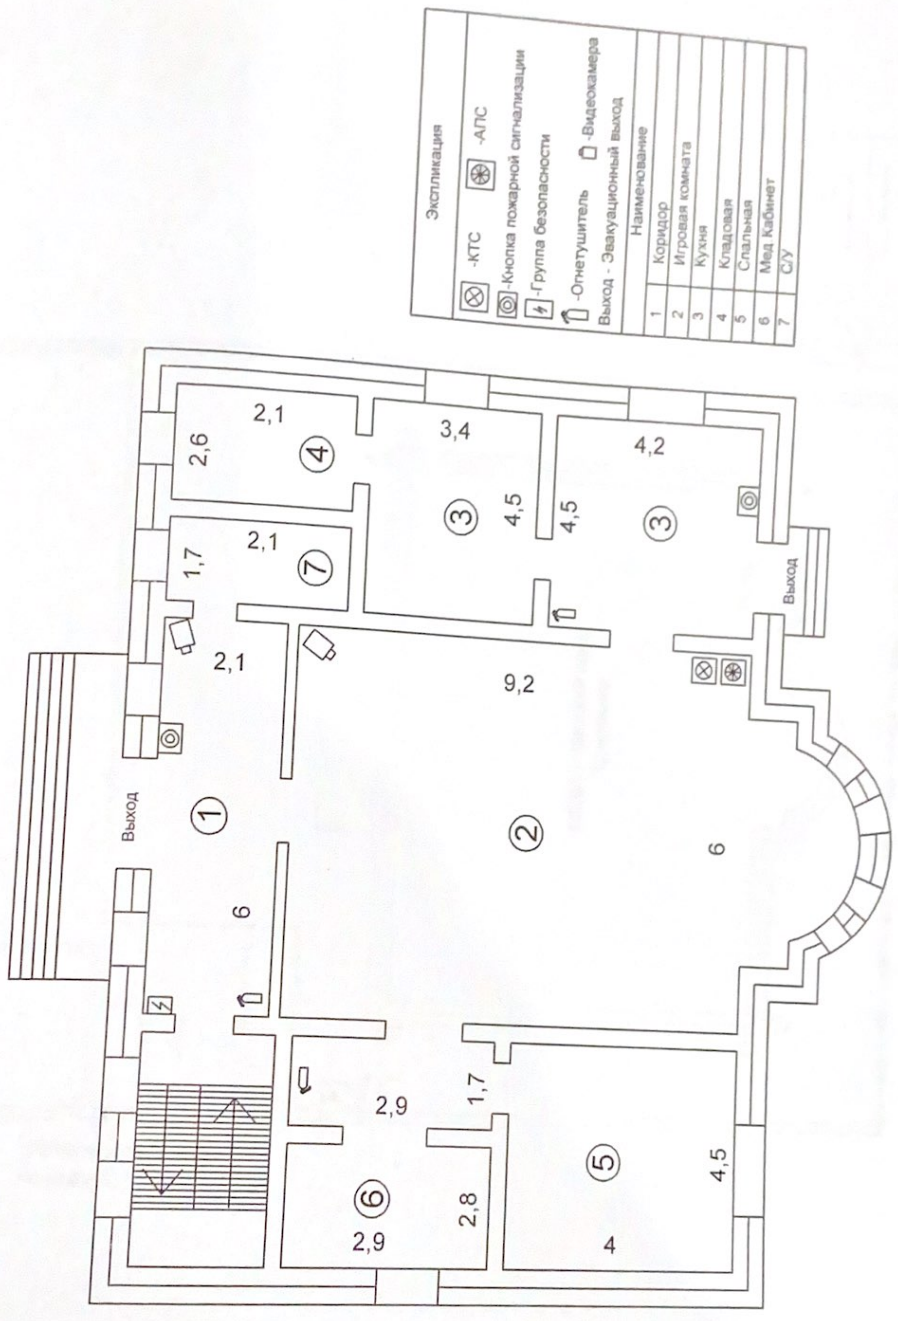 Экспликация
-КТС -АПС
-Кнопка пожарной сигнализации
-Группа безопасности
-Огнетушитель -Видеокамера
Выход - Эвакуационный выход
Наименование
1 Коридор
2 Игровая комната
3 Кухня
4 Кладовая
5 Спальная
6 Мед Кабинет
7 С/У
2,6
2,1
4
1,7
2,1
7
3,4
3
4,5
4,5
4,2
3
Выход
2,1
Выход
1
6
9,2
2
6
2,9
1,7
6
2,9
2,8
5
4
4,5